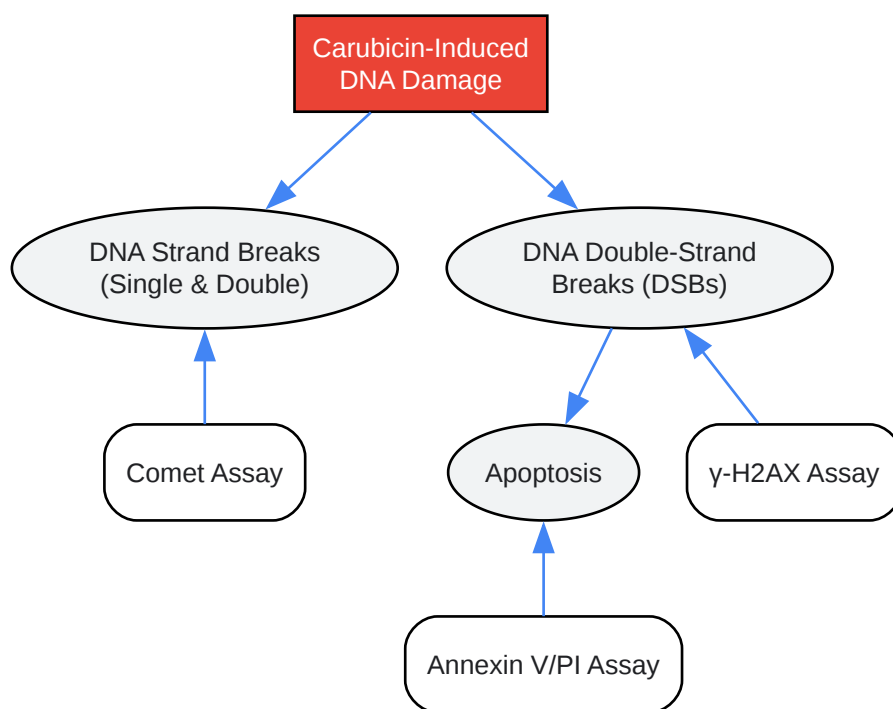 Carubicin-Induced
DNA Damage
DNA Strand Breaks
(Single & Double)
DNA Double-Strand
Breaks (DSBs)
Comet Assay
Apoptosis
γ-H2AX Assay
Annexin V/PI Assay